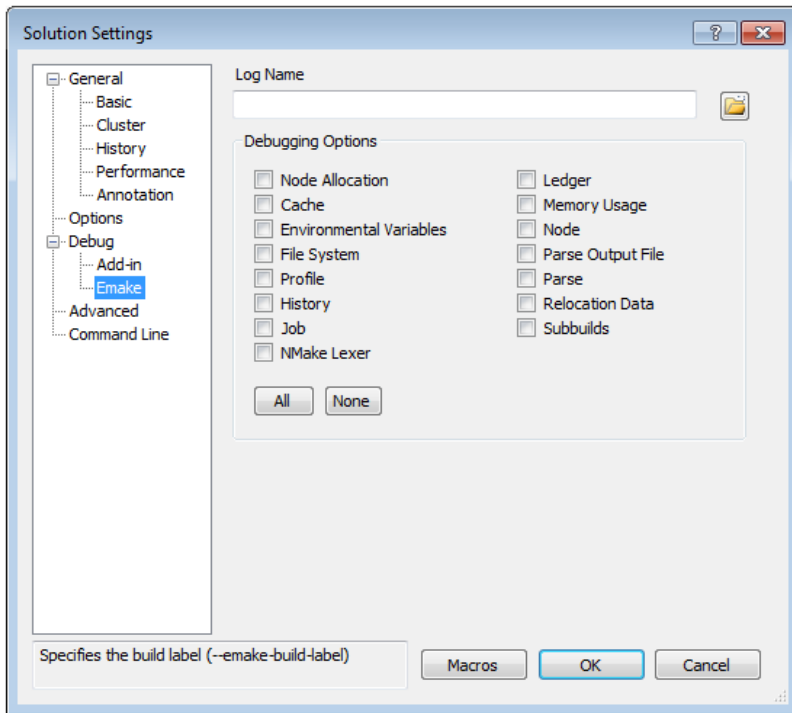 Solution Settings
?
General
Basic
Cluster
History
Performance
Annotation
Options
Debug
Add-in
Emake
Advanced
Command Line
Log Name
Debugging Options
Node Allocation
Cache
Environmental Variables
File System
Profile
History
Job
NMake Lexer
Ledger
Memory Usage
Node
Parse Output File
Parse
Relocation Data
Subbuilds
All
None
Specifies the build label (--emake-build-label)
Macros
OK
Cancel